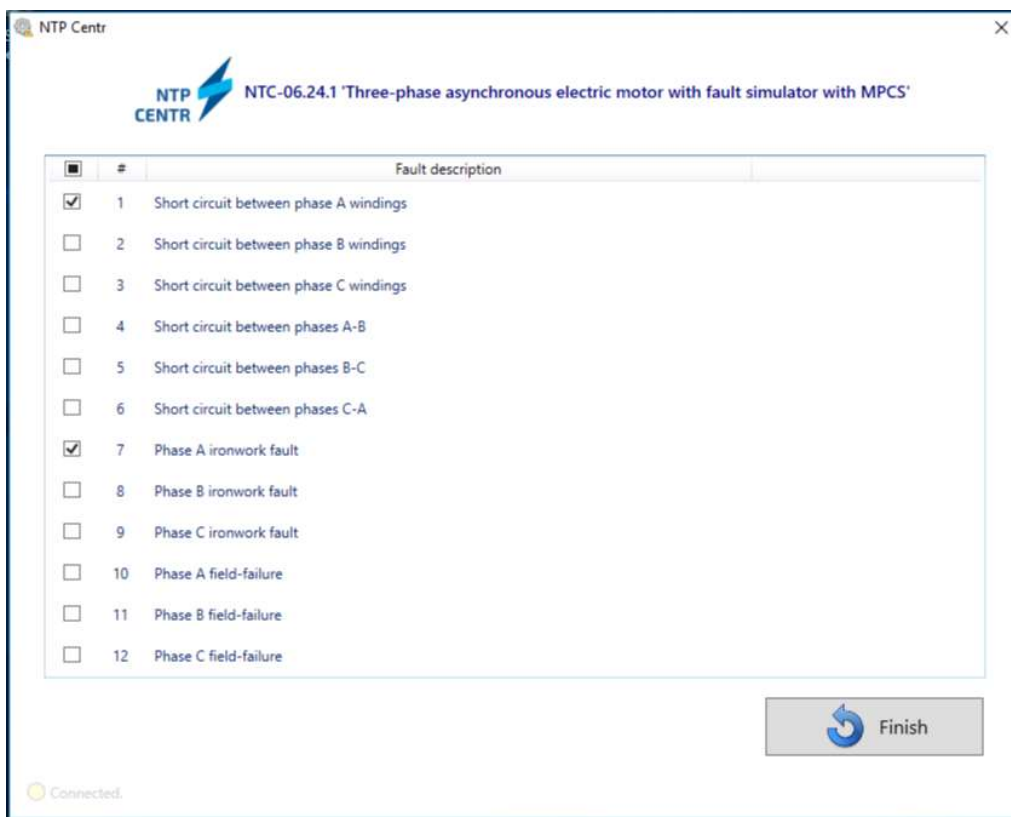 NTP Centr
NTP
CENTR
NTC-06.24.1 'Three-phase asynchronous electric motor with fault simulator with MPCS'
# Fault description
1 Short circuit between phase A windings
2 Short circuit between phase B windings
3 Short circuit between phase C windings
4 Short circuit between phases A-B
5 Short circuit between phases B-C
6 Short circuit between phases C-A
7 Phase A ironwork fault
8 Phase B ironwork fault
9 Phase C ironwork fault
10 Phase A field-failure
11 Phase B field-failure
12 Phase C field-failure
Finish
Connected.